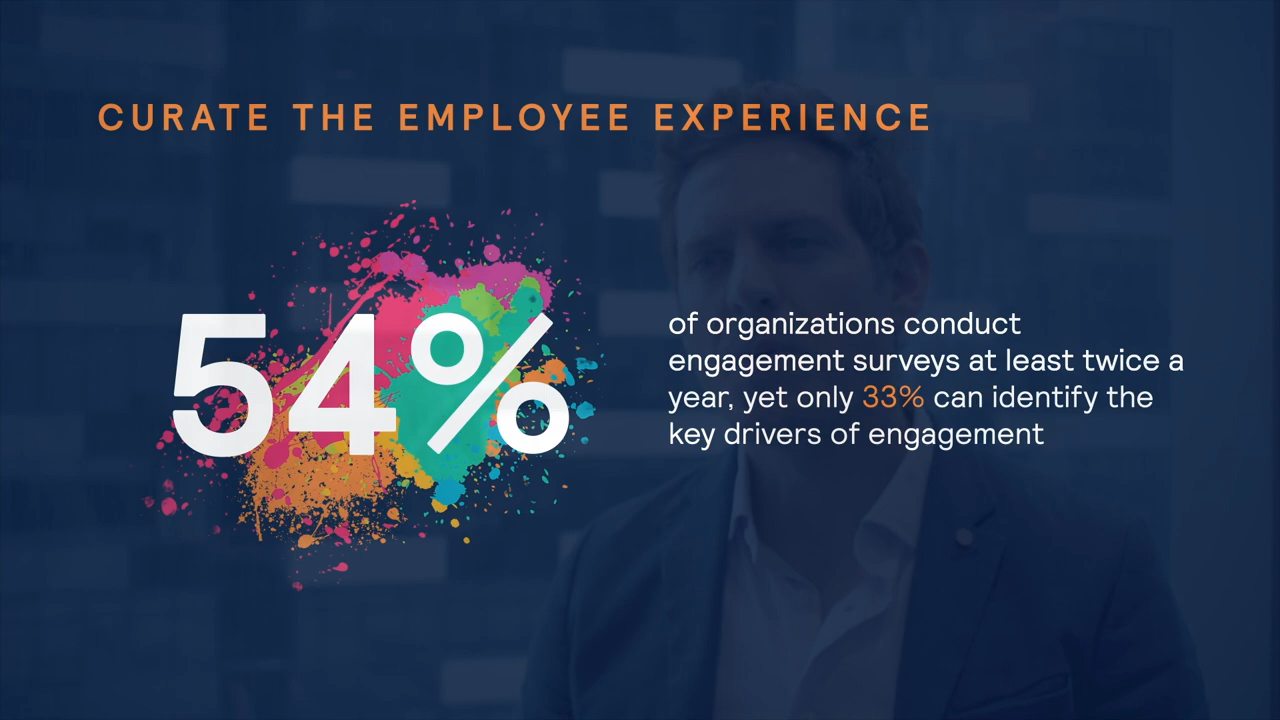 CURATE THE EMPLOYEE EXPERIENCE
54%
of organizations conduct
engagement surveys at least twice a
year, yet only 33% can identify the
key drivers of engagement